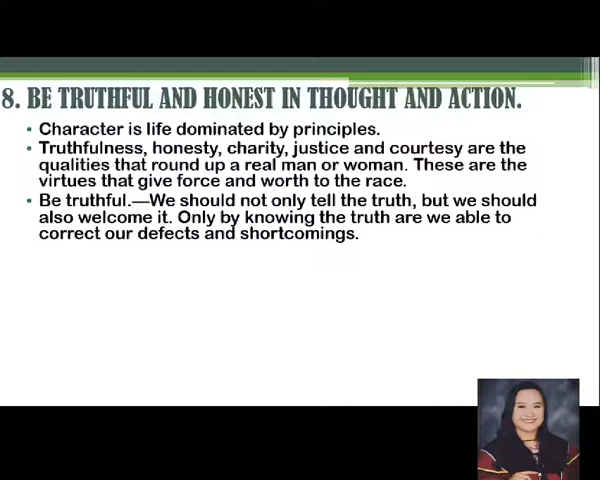 8. BE TRUTHFUL AND HONEST IN THOUGHT AND ACTION.
• Character is life dominated by principles.
• Truthfulness, honesty, charity, justice and courtesy are the
qualities that round up a real man or woman. These are the
virtues that give force and worth to the race.
• Be truthful.—We should not only tell the truth, but we should
also welcome it. Only by knowing the truth are we able to
correct our defects and shortcomings.